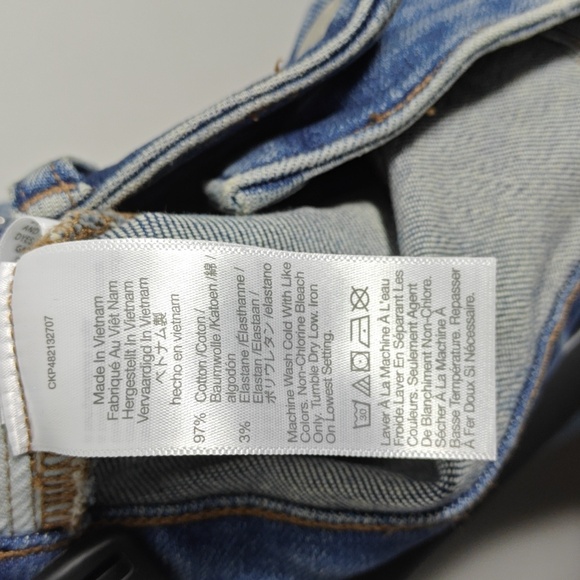 CKP482132707
Made In Vietnam
Fabriqué Au Viêt Nam
Hergestellt In Vietnam
Vervaardigd In Vietnam
ベトナム製
hecho en vietnam
97% Cotton /Coton /
Baumwolle /Katoen /綿 /
algodón
3% Elastane /Élasthanne /
Elastan /Elastaan /
ポリウレタン /elastano
Machine Wash Cold With Like
Colors. Non-Chlorine Bleach
Only. Tumble Dry Low. Iron
On Lowest Setting.
30
Laver À La Machine À L'eau
Froide.Laver En Séparant Les
Couleurs. Seulement Agent
De Blanchiment Non-Chlore.
Sécher À La Machine À
Basse Température. Repasser
À Fer Doux Si Nécessaire.